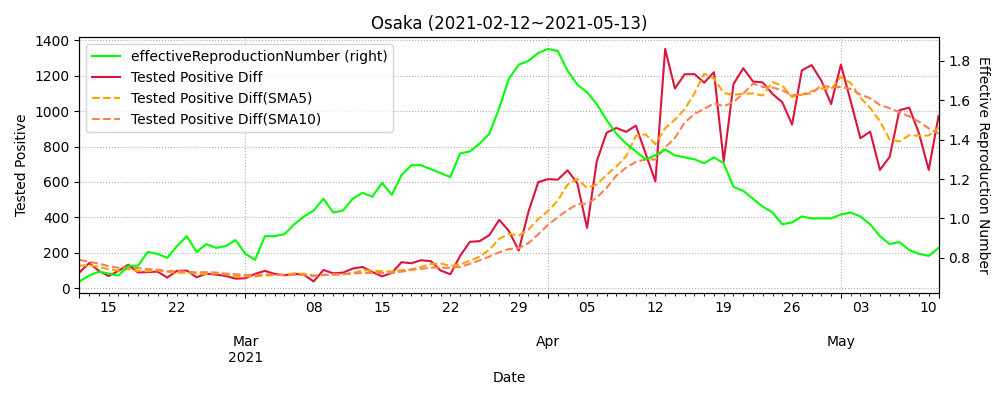 Osaka (2021-02-12~2021-05-13)
effectiveReproductionNumber (right)
Tested Positive Diff
Tested Positive Diff(SMA5)
Tested Positive Diff(SMA10)
Tested Positive
1400
1200
1000
800
600
400
200
0
Effective Reproduction Number
1.8
1.6
1.4
1.2
1.0
0.8
15 22 08 15 22 29 05 12 19 26 03 10
Mar Apr May
2021
Date